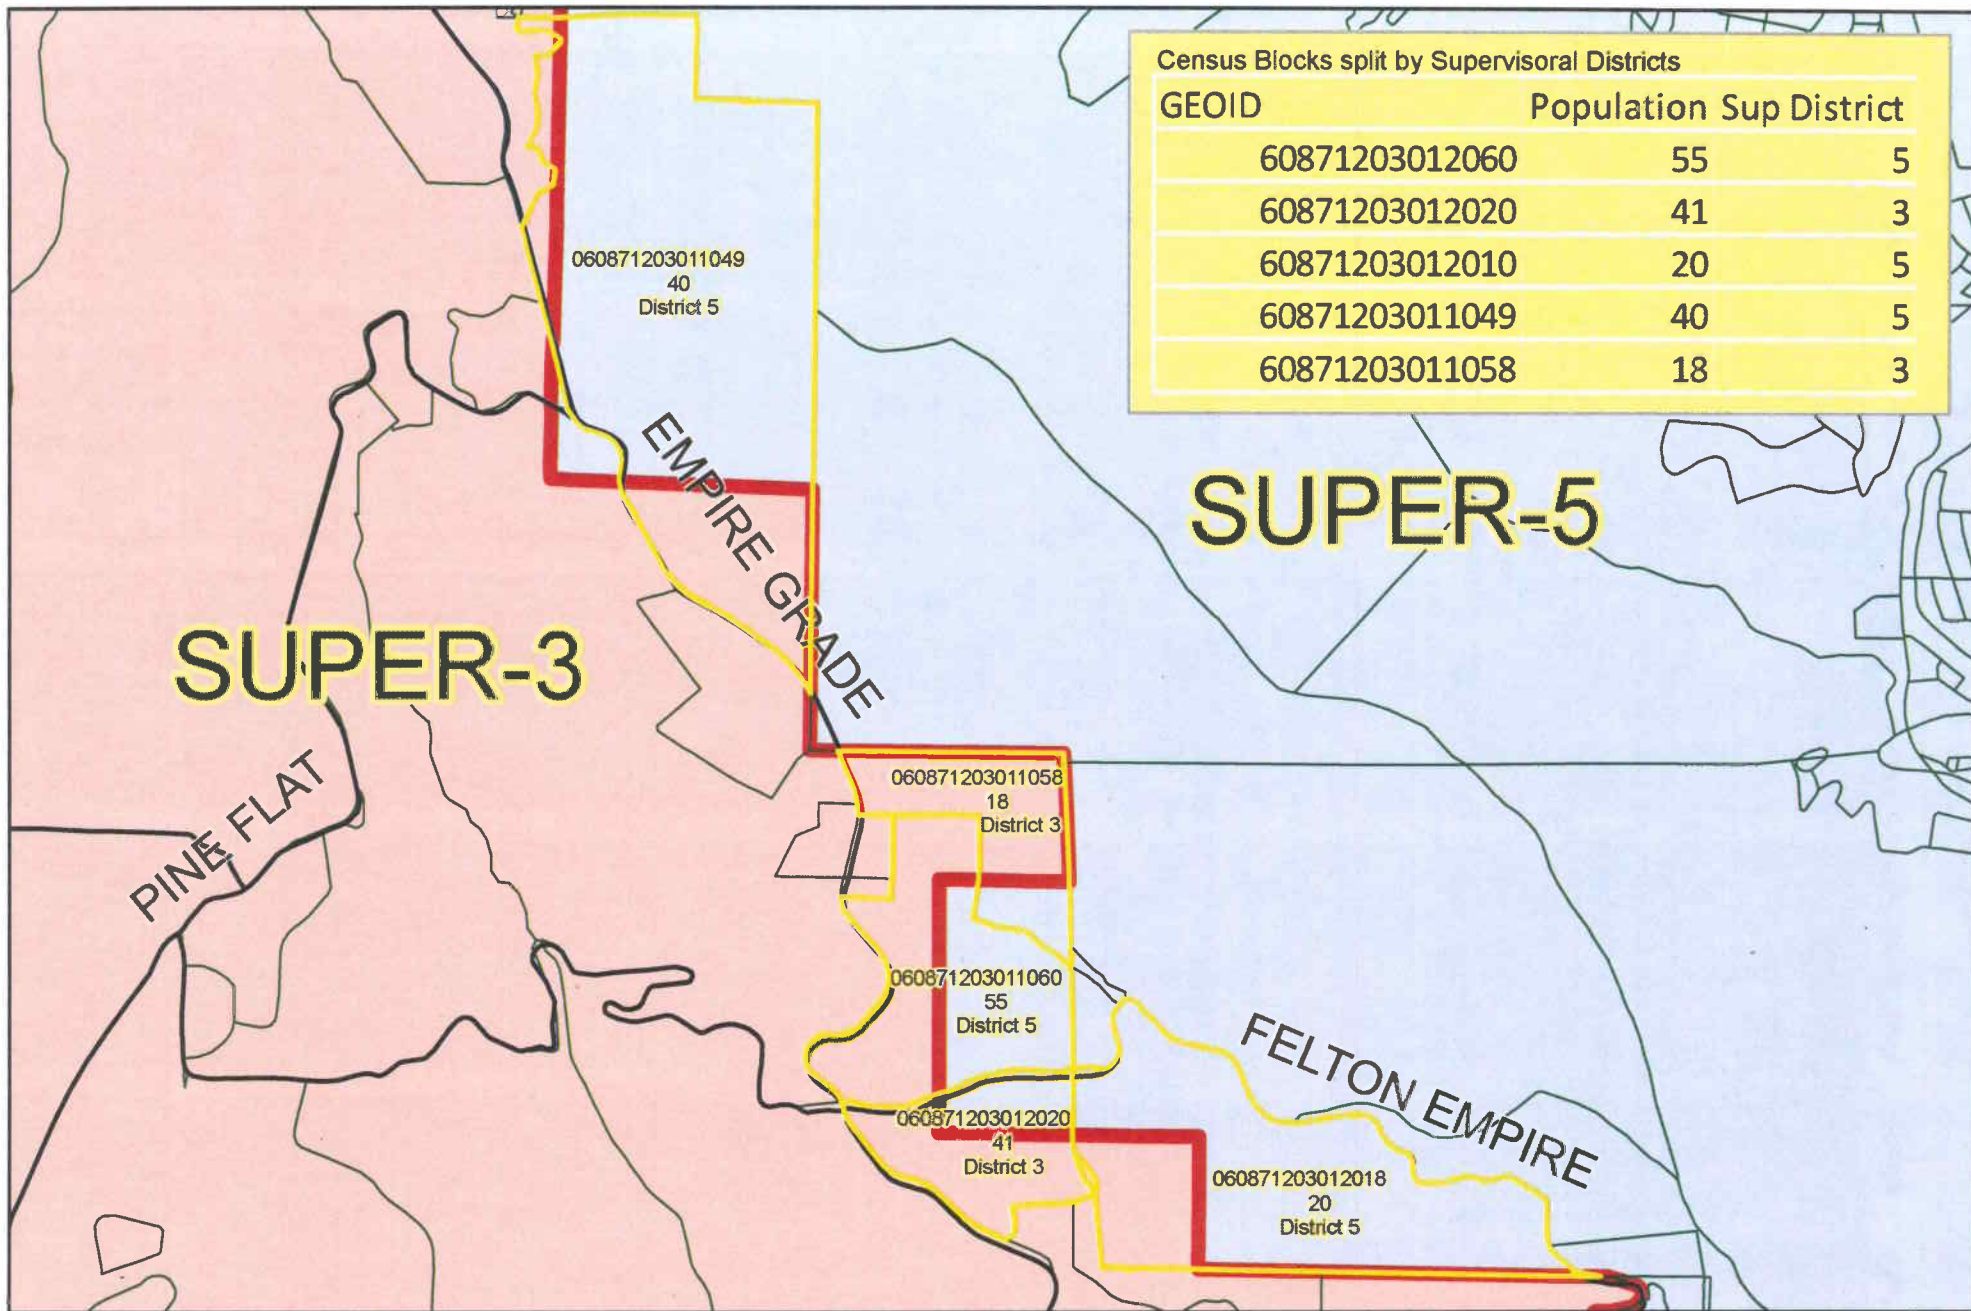 Census Blocks split by Supervisoral Districts
GEOID Population Sup District
60871203012060 55 5
60871203012020 41 3
60871203012010 20 5
60871203011049 40 5
60871203011058 18 3
060871203011049
40
District 5
EMPIRE GRADE
SUPER-5
SUPER-3
PINE FLAT
060871203011058
18
District 3
060871203011060
55
District 5
FELTON EMPIRE
060871203012020
41
District 3
060871203012018
20
District 5